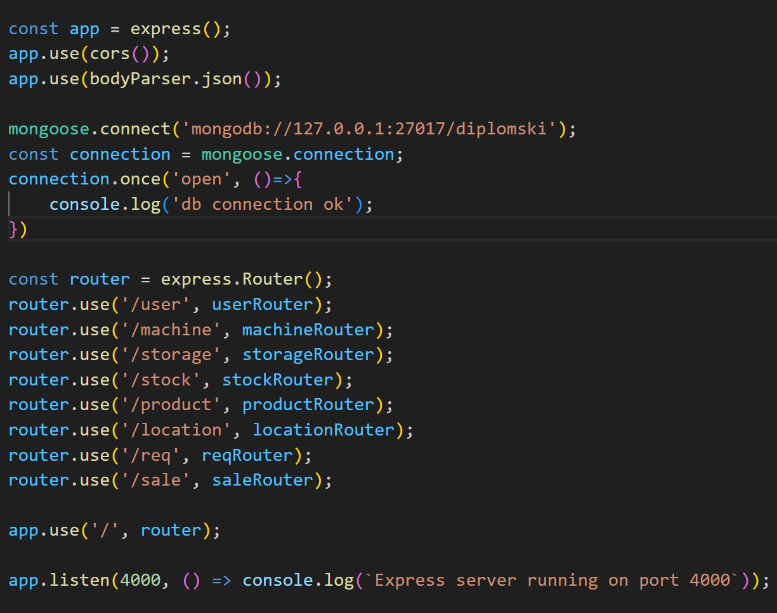 const app = express();
app.use(cors());
app.use(bodyParser.json());
mongoose.connect('mongodb://127.0.0.1:27017/diplomski');
const connection = mongoose.connection;
connection.once('open', ()=>{
    console.log('db connection ok');
})
const router = express.Router();
router.use('/user', userRouter);
router.use('/machine', machineRouter);
router.use('/storage', storageRouter);
router.use('/stock', stockRouter);
router.use('/product', productRouter);
router.use('/location', locationRouter);
router.use('/req', reqRouter);
router.use('/sale', saleRouter);
app.use('/', router);
app.listen(4000, () => console.log(`Express server running on port 4000`));